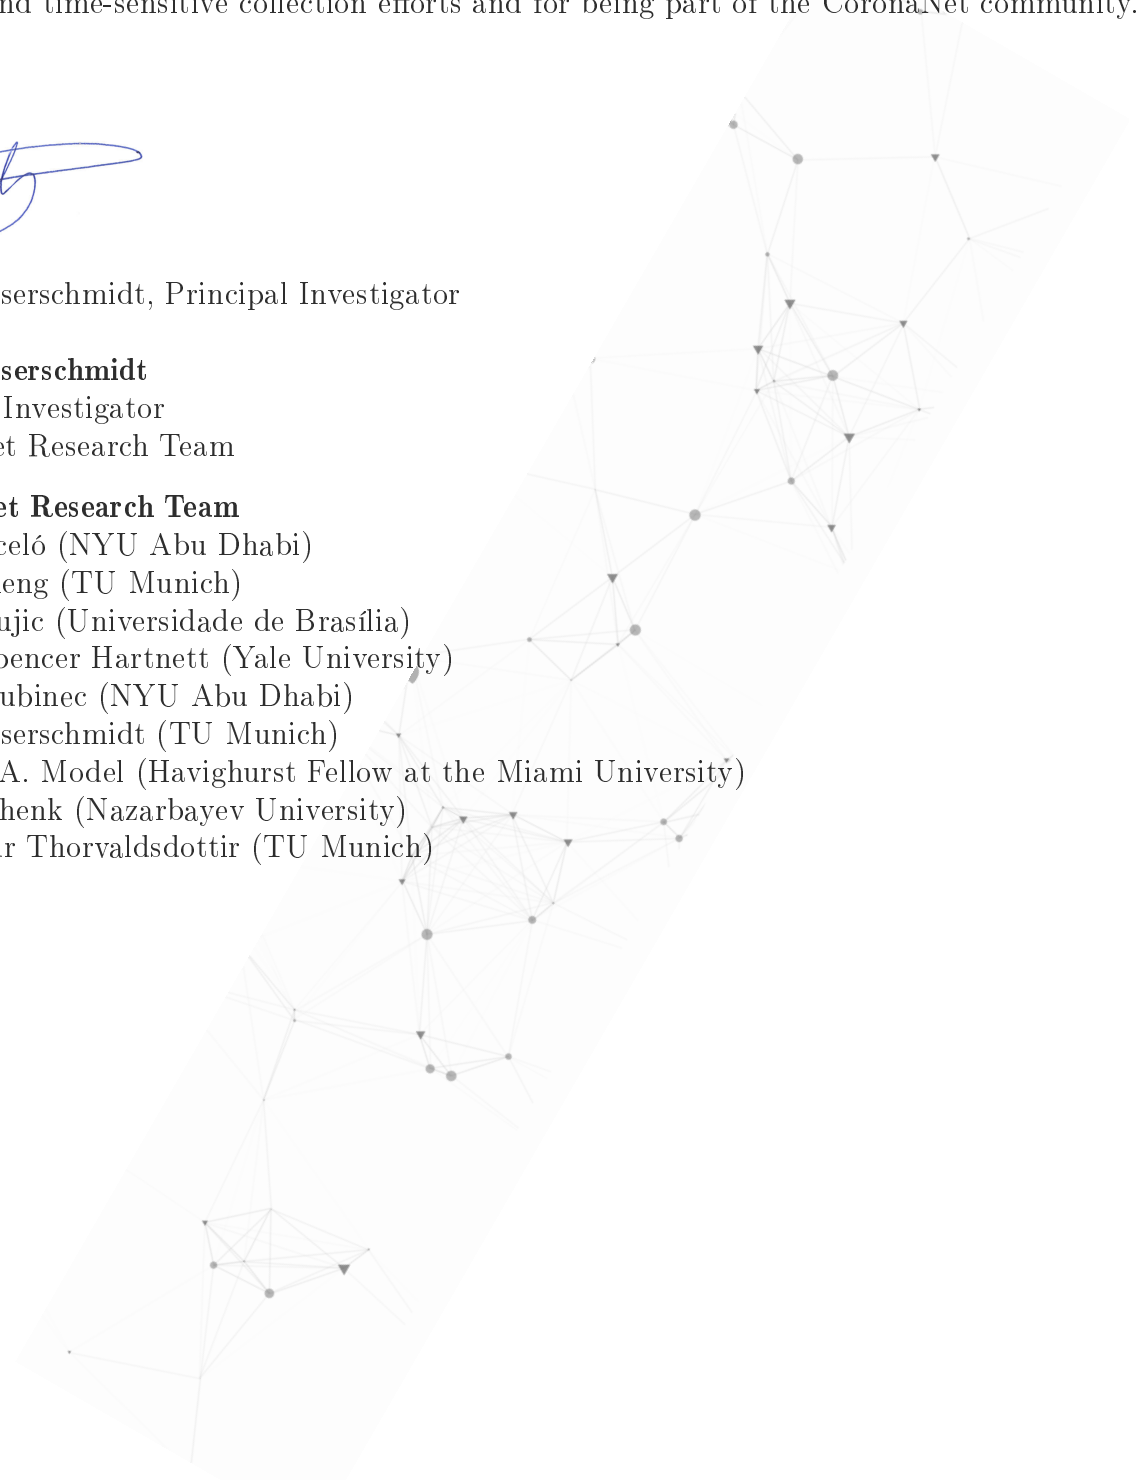 nd time-sensitive collection efforts and for being part of the CoronaNet community.
serschmidt, Principal Investigator
serschmidt
Investigator
et Research Team
et Research Team
celó (NYU Abu Dhabi)
eng (TU Munich)
ujic (Universidade de Brasília)
pencer Hartnett (Yale University)
ubinec (NYU Abu Dhabi)
serschmidt (TU Munich)
A. Model (Havighurst Fellow at the Miami University)
henk (Nazarbayev University)
r Thorvaldsdottir (TU Munich)